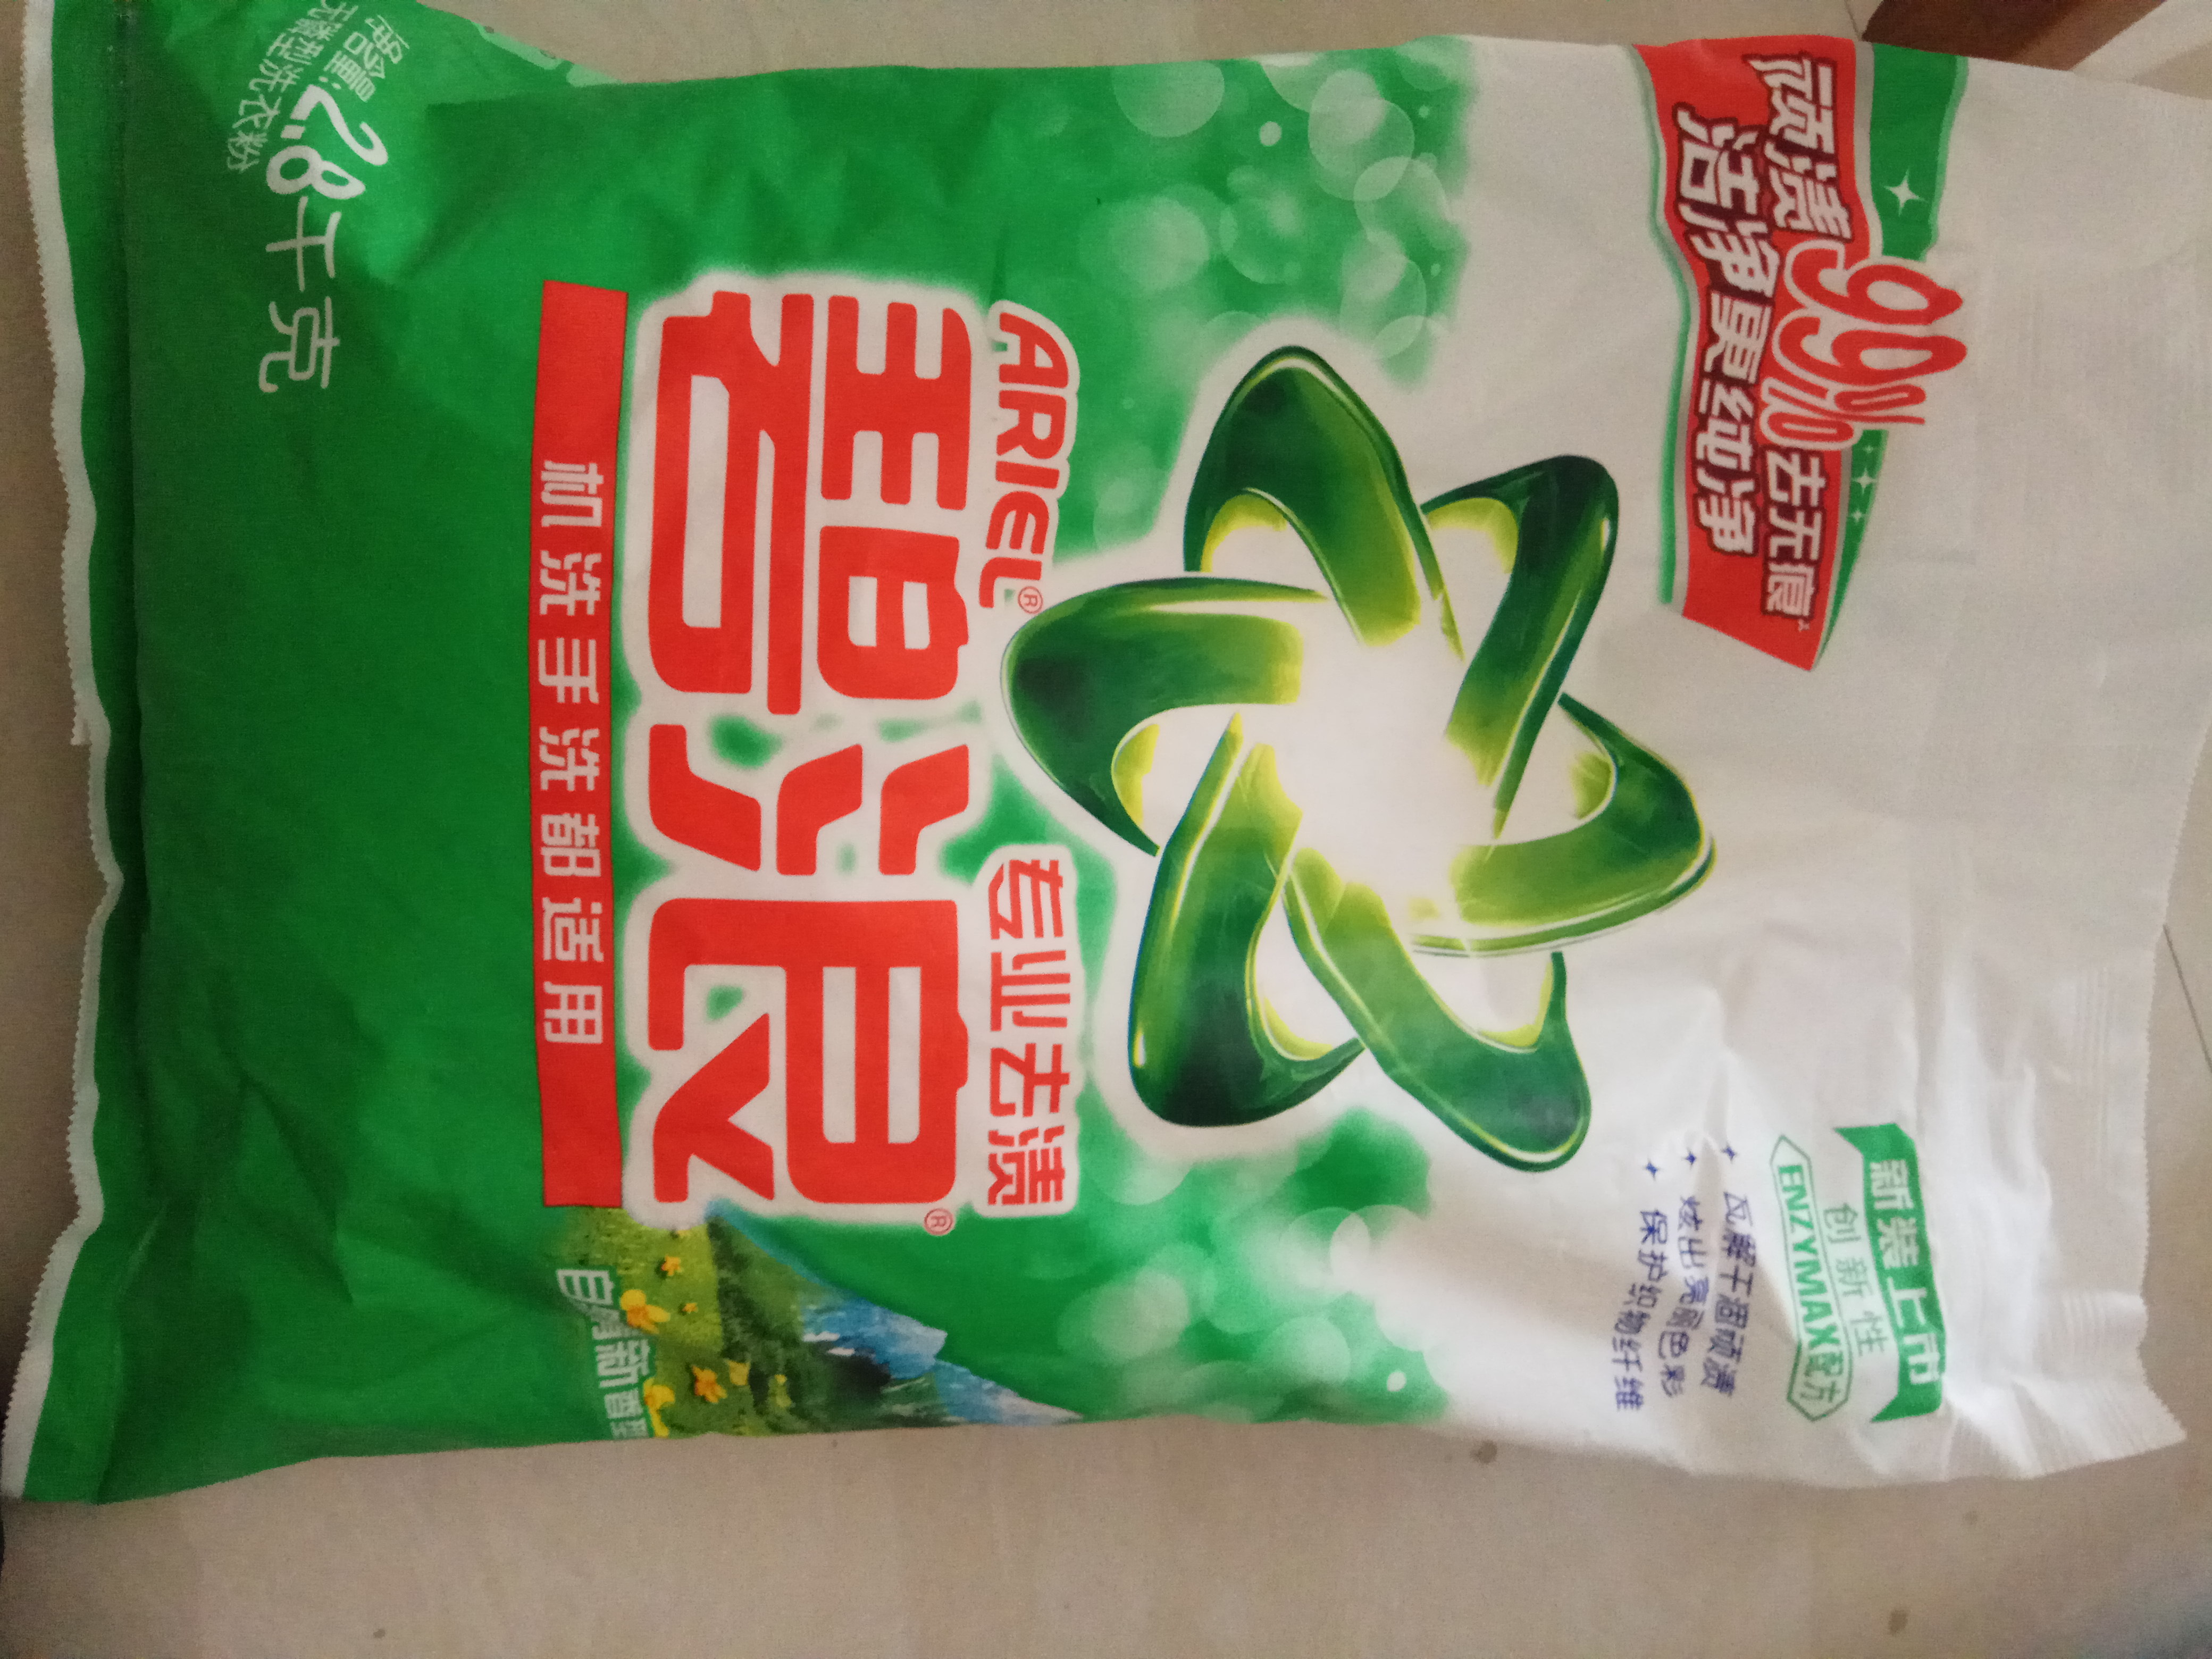 新装上市
创新性
ENZYMAX配方
瓦解干涸顽渍
焕出亮丽色彩
保护织物纤维
顽渍99%去无痕
洁净更纯净
ARIEL®
专业去渍
碧浪®
机洗手洗都适用
自然清新香型
净含量:2.8千克
无磷型洗衣粉